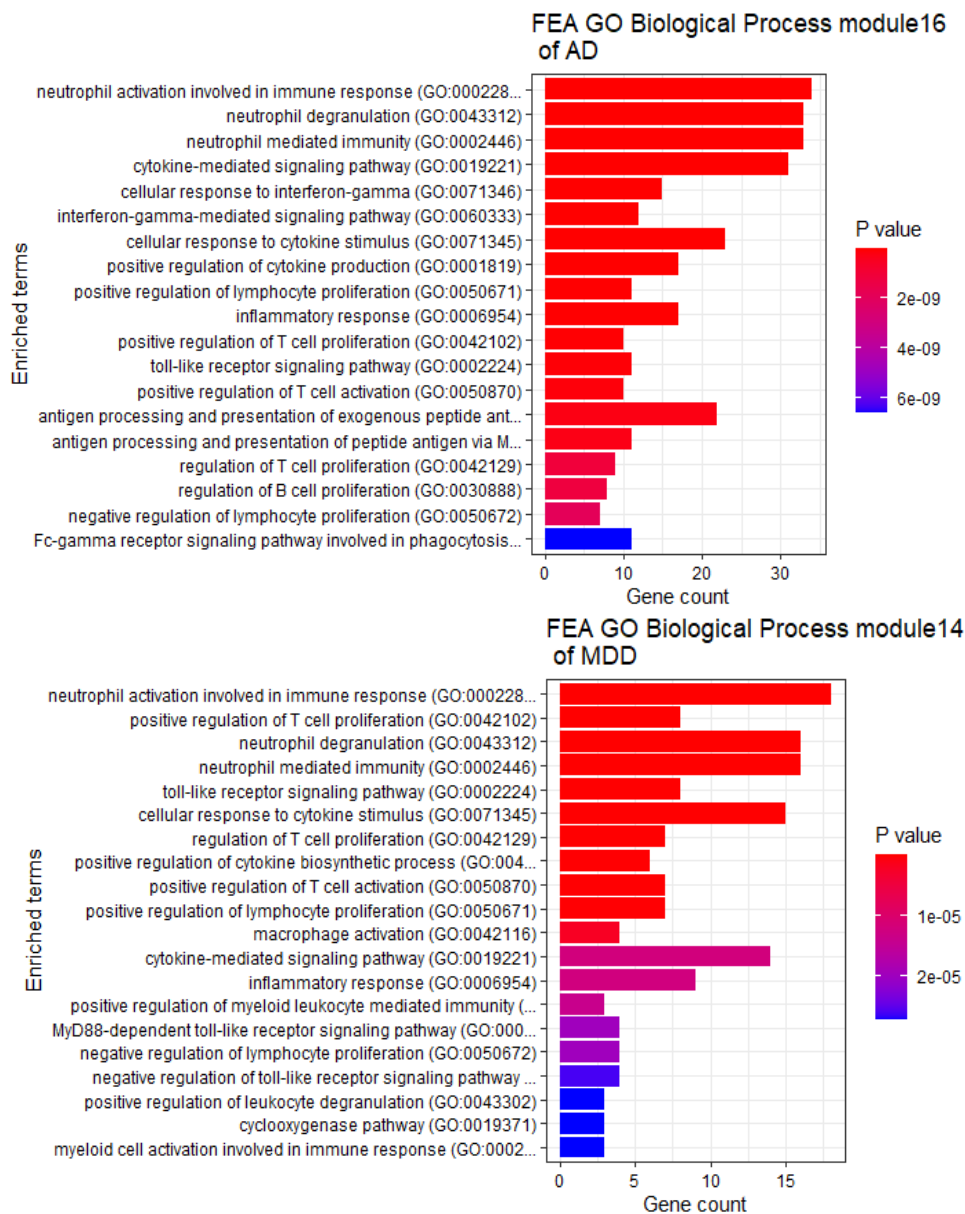 FEA GO Biological Process module16
of AD
Enriched terms
neutrophil activation involved in immune response (GO:000228...
neutrophil degranulation (GO:0043312)
neutrophil mediated immunity (GO:0002446)
cytokine-mediated signaling pathway (GO:0019221)
cellular response to interferon-gamma (GO:0071346)
interferon-gamma-mediated signaling pathway (GO:0060333)
cellular response to cytokine stimulus (GO:0071345)
positive regulation of cytokine production (GO:0001819)
positive regulation of lymphocyte proliferation (GO:0050671)
inflammatory response (GO:0006954)
positive regulation of T cell proliferation (GO:0042102)
toll-like receptor signaling pathway (GO:0002224)
positive regulation of T cell activation (GO:0050870)
antigen processing and presentation of exogenous peptide ant...
antigen processing and presentation of peptide antigen via M...
regulation of T cell proliferation (GO:0042129)
regulation of B cell proliferation (GO:0030888)
negative regulation of lymphocyte proliferation (GO:0050672)
Fc-gamma receptor signaling pathway involved in phagocytosis...
0 10 20 30
Gene count
P value
2e-09
4e-09
6e-09
FEA GO Biological Process module14
of MDD
Enriched terms
neutrophil activation involved in immune response (GO:000228...
positive regulation of T cell proliferation (GO:0042102)
neutrophil degranulation (GO:0043312)
neutrophil mediated immunity (GO:0002446)
toll-like receptor signaling pathway (GO:0002224)
cellular response to cytokine stimulus (GO:0071345)
regulation of T cell proliferation (GO:0042129)
positive regulation of cytokine biosynthetic process (GO:004...
positive regulation of T cell activation (GO:0050870)
positive regulation of lymphocyte proliferation (GO:0050671)
macrophage activation (GO:0042116)
cytokine-mediated signaling pathway (GO:0019221)
inflammatory response (GO:0006954)
positive regulation of myeloid leukocyte mediated immunity (...
MyD88-dependent toll-like receptor signaling pathway (GO:000...
negative regulation of lymphocyte proliferation (GO:0050672)
negative regulation of toll-like receptor signaling pathway ...
positive regulation of leukocyte degranulation (GO:0043302)
cyclooxygenase pathway (GO:0019371)
myeloid cell activation involved in immune response (GO:0002...
0 5 10 15
Gene count
P value
1e-05
2e-05